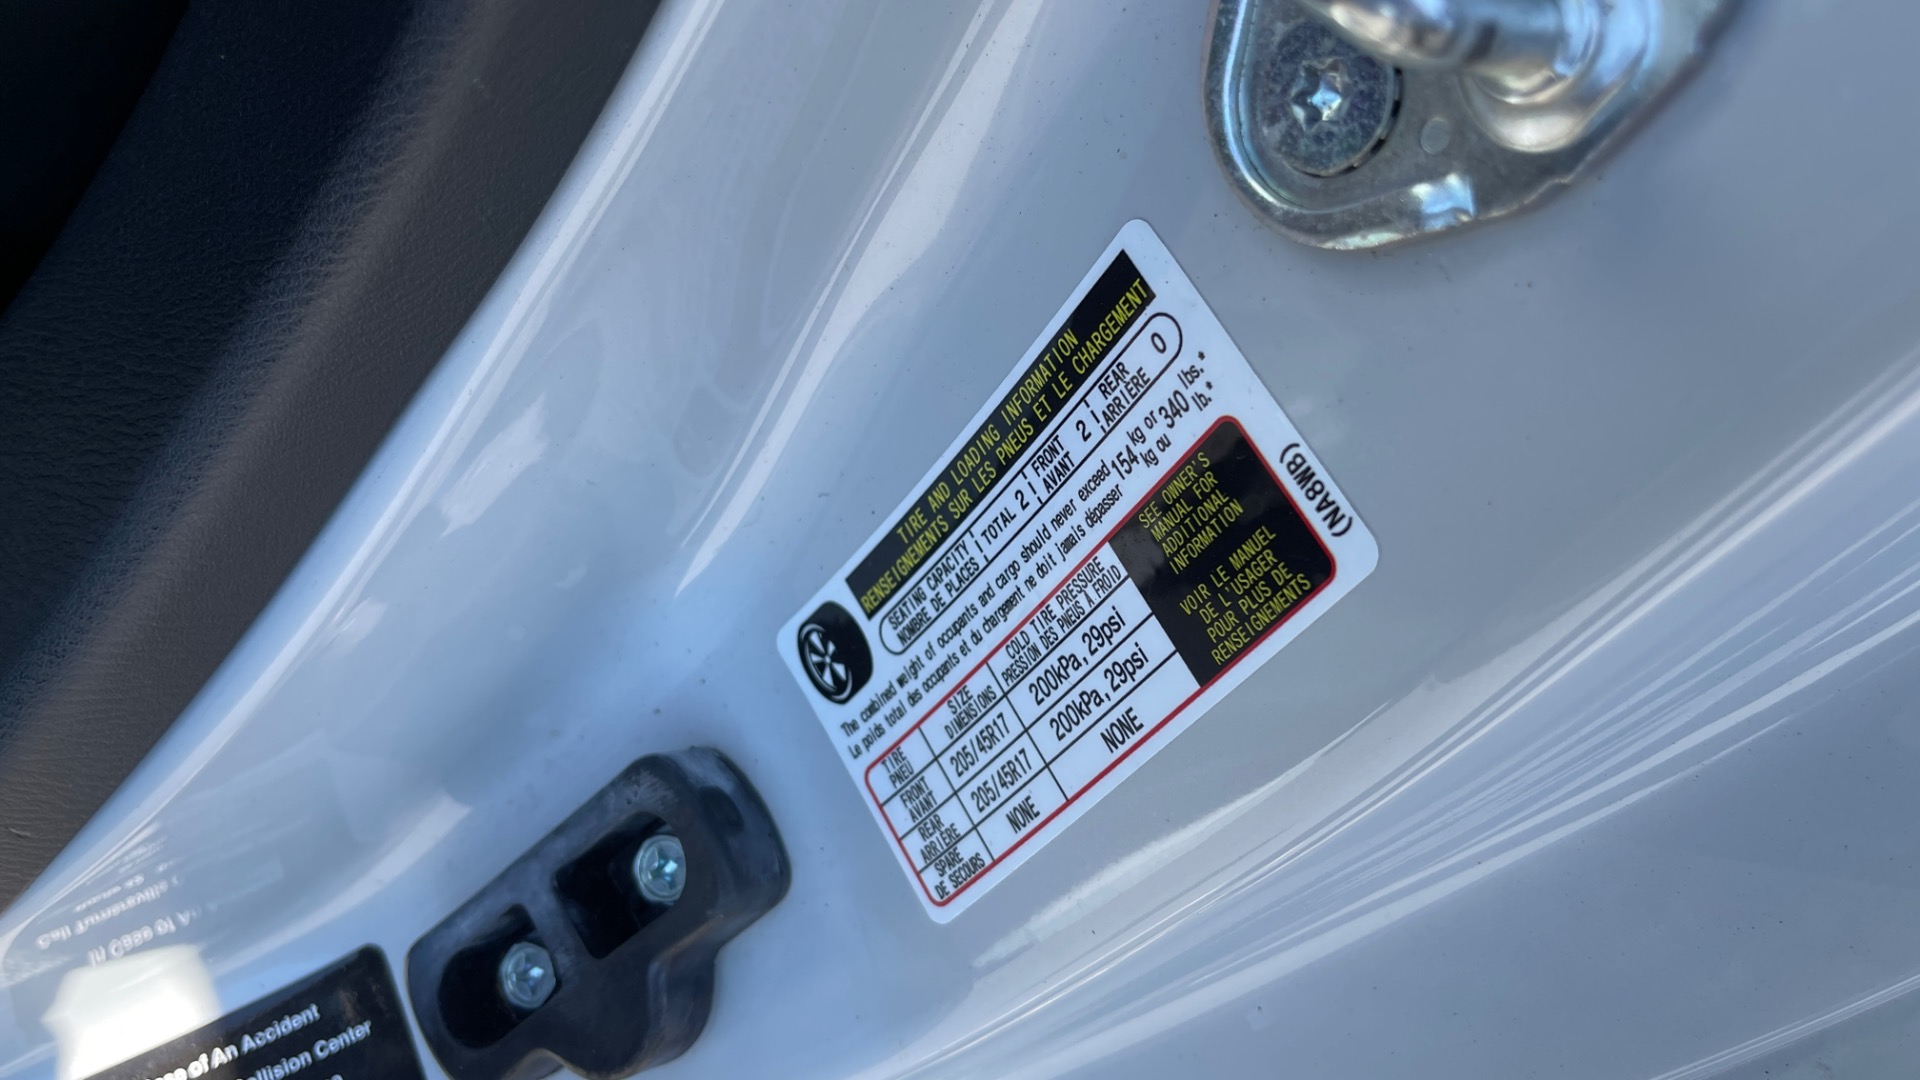 TIRE AND LOADING INFORMATION
RENSEIGNEMENTS SUR LES PNEUS ET LE CHARGEMENT
SEATING CAPACITY
NOMBRE DE PLACES
TOTAL 2
FRONT
AVANT
2
REAR
ARRIÈRE
0
The combined weight of occupants and cargo should never exceed 154 kg or 340 lbs.*
Le poids total des occupants et du chargement ne doit jamais dépasser kg ou lb.*
TIRE
PNEU
SIZE
DIMENSIONS
COLD TIRE PRESSURE
PRESSION DES PNEUS À FROID
FRONT
AVANT
205/45R17
200kPa, 29psi
REAR
ARRIÈRE
205/45R17
200kPa, 29psi
SPARE
DE SECOURS
NONE
NONE
SEE OWNER'S
MANUAL FOR
ADDITIONAL
INFORMATION
VOIR LE MANUEL
DE L'USAGER
POUR PLUS DE
RENSEIGNEMENTS
(NA8WB)
of An Accident
Center